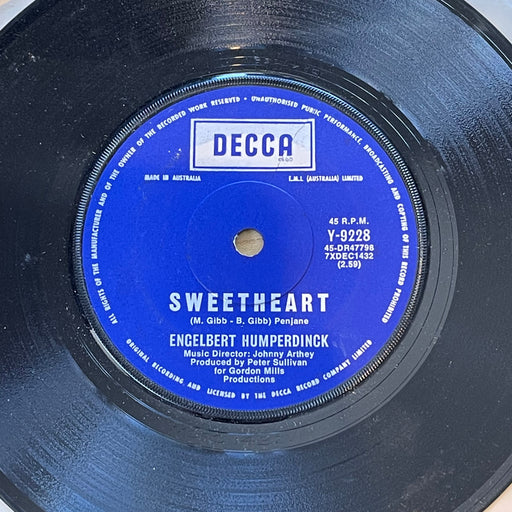 ALL RIGHTS OF THE MANUFACTURER AND OF THE OWNER OF THE RECORDED WORK RESERVED • UNAUTHORISED PUBLIC PERFORMANCE, BROADCASTING AND COPYING OF THIS RECORD PROHIBITED
DECCA
MADE IN AUSTRALIA
E.M.I. (AUSTRALIA) LIMITED
45 R.P.M.
Y-9228
45-DR47798
7XDEC1432
(2.59)
SWEETHEART
(M. Gibb - B. Gibb) Penjane
ENGELBERT HUMPERDINCK
Music Director: Johnny Arthey
Produced by Peter Sullivan
for Gordon Mills
Productions
ORIGINAL RECORDING AND LICENSED BY THE DECCA RECORD COMPANY LIMITED